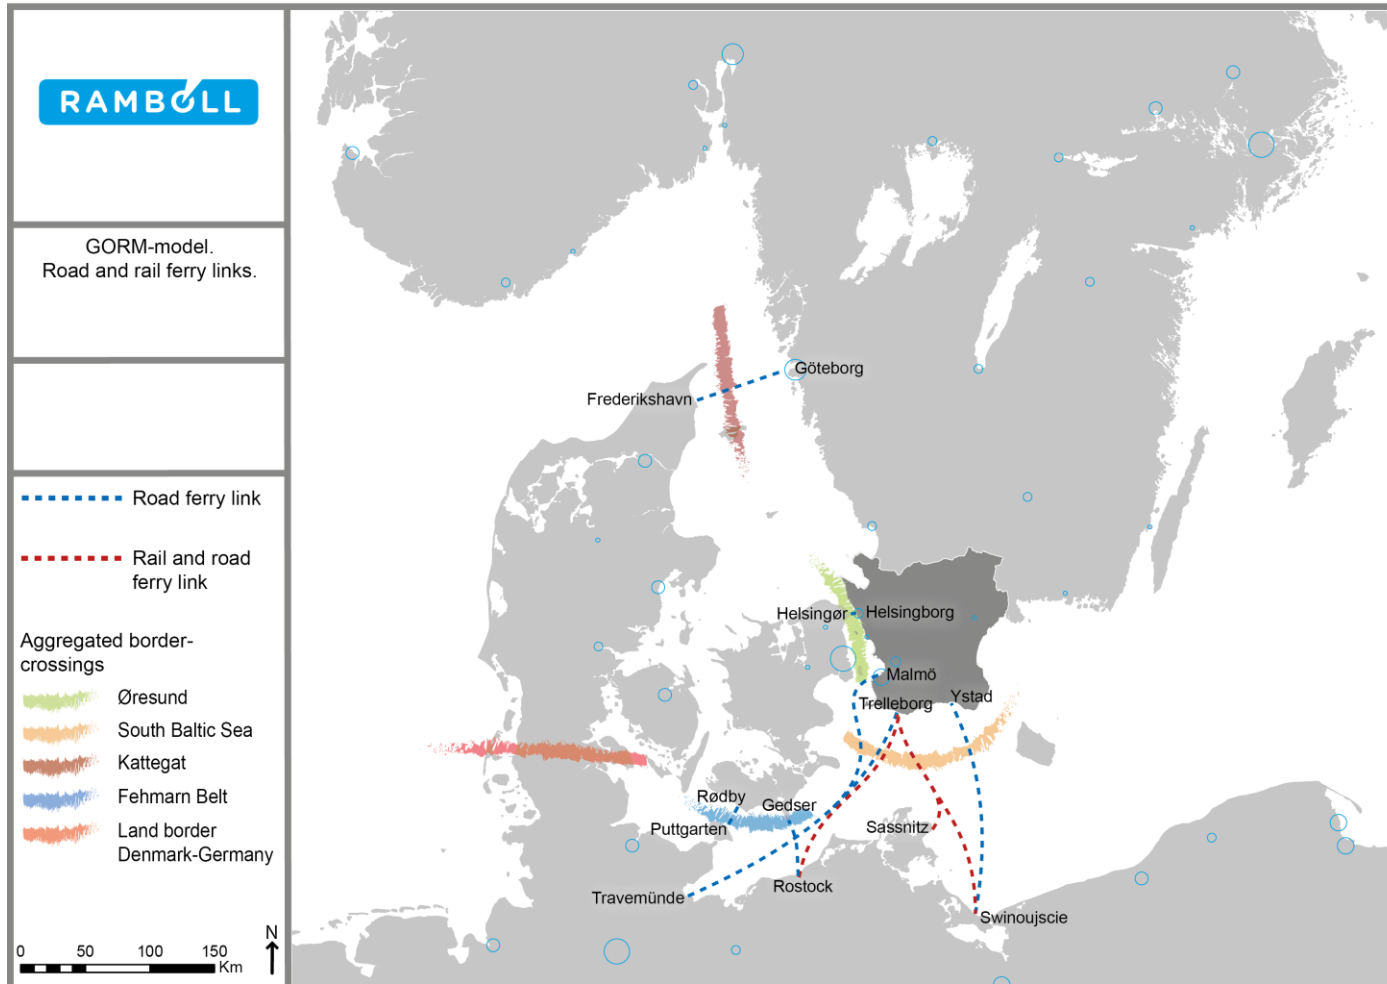 RAMBOLL
GORM-model.
Road and rail ferry links.
Road ferry link
Rail and road
ferry link
Aggregated border-
crossings
Øresund
South Baltic Sea
Kattegat
Fehmarn Belt
Land border
Denmark-Germany
0 50 100 150
Km
N
Göteborg
Frederikshavn
Helsingør
Helsingborg
Malmö
Trelleborg
Ystad
Rødby
Gedser
Puttgarten
Sassnitz
Travemünde
Rostock
Swinoujscie